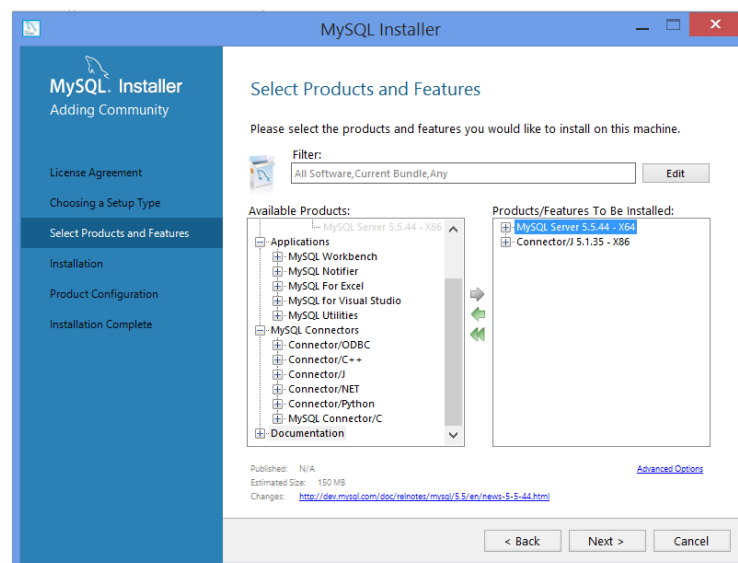 MySQL Installer
MySQL. Installer
Adding Community
License Agreement
Choosing a Setup Type
Select Products and Features
Installation
Product Configuration
Installation Complete
Select Products and Features
Please select the products and features you would like to install on this machine.
Filter:
All Software,Current Bundle,Any
Edit
Available Products:
MySQL Server 5.5.44 - X86
Applications
MySQL Workbench
MySQL Notifier
MySQL For Excel
MySQL for Visual Studio
MySQL Utilities
MySQL Connectors
Connector/ODBC
Connector/C++
Connector/J
Connector/NET
Connector/Python
MySQL Connector/C
Documentation
Products/Features To Be Installed:
MySQL Server 5.5.44 - X64
Connector/J 5.1.35 - X86
Published: N/A
Estimated Size: 150 MB
Changes: http://dev.mysql.com/doc/relnotes/mysql/5.5/en/news-5-5-44.html
Advanced Options
< Back
Next >
Cancel